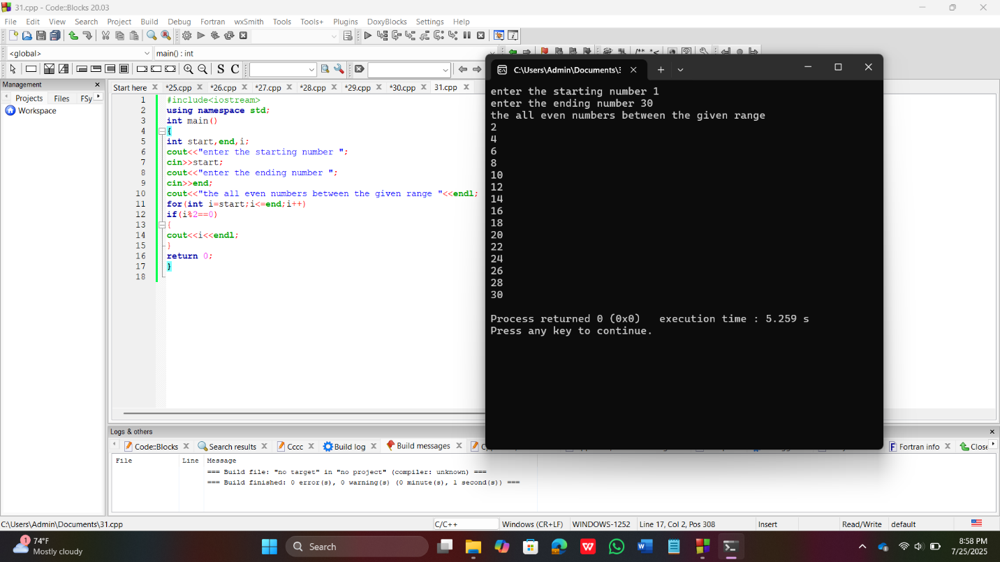 31.cpp - Code::Blocks 20.03
File Edit View Search Project Build Debug Fortran wxSmith Tools Tools+ Plugins DoxyBlocks Settings Help
<global> main() : int
/** *<
S C
Management
Projects Files FSy
Workspace
Start here *25.cpp *26.cpp *27.cpp *28.cpp *29.cpp *30.cpp 31.cpp
1 #include<iostream>
2 using namespace std;
3 int main()
4 {
5 int start,end,i;
6 cout<<"enter the starting number ";
7 cin>>start;
8 cout<<"enter the ending number ";
9 cin>>end;
10 cout<<"the all even numbers between the given range "<<endl;
11 for(int i=start;i<=end;i++)
12 if(i%2==0)
13 {
14 cout<<i<<endl;
15 }
16 return 0;
17 }
18
C:\Users\Admin\Documents\3
enter the starting number 1
enter the ending number 30
the all even numbers between the given range
2
4
6
8
10
12
14
16
18
20
22
24
26
28
30
Process returned 0 (0x0) execution time : 5.259 s
Press any key to continue.
Logs & others
Code::Blocks Search results Cccc Build log Build messages Fortran info Close
File Line Message
=== Build file: "no target" in "no project" (compiler: unknown) ===
=== Build finished: 0 error(s), 0 warning(s) (0 minute(s), 1 second(s)) ===
C:\Users\Admin\Documents\31.cpp C/C++ Windows (CR+LF) WINDOWS-1252 Line 17, Col 2, Pos 308 Insert Read/Write default
1
74°F
Mostly cloudy
Search
8:58 PM
7/25/2025